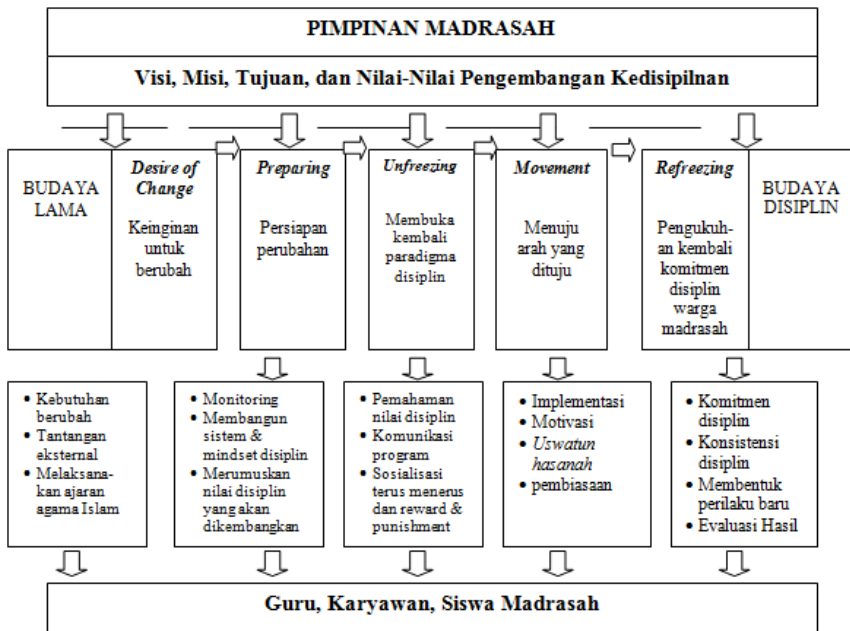 PIMPINAN MADRASAH
Visi, Misi, Tujuan, dan Nilai-Nilai Pengembangan Kedisipilnan
BUDAYA
LAMA
Desire of
Change
Keinginan
untuk
berubah
Preparing
Persiapan
perubahan
Unfreezing
Membuka
kembali
paradigma
disiplin
Movement
Menuju
arah yang
dituju
Refreezing
Pengukuh-
an kembali
komitmen
disiplin
warga
madrasah
BUDAYA
DISIPLIN
• Kebutuhan
berubah
• Tantangan
eksternal
• Melaksana-
kan ajaran
agama Islam
• Monitoring
• Membangun
sistem &
mindset disiplin
• Merumuskan
nilai disiplin
yang akan
dikembangkan
• Pemahaman
nilai disiplin
• Komunikasi
program
• Sosialisasi
terus menerus
dan reward &
punishment
• Implementasi
• Motivasi
• Uswatun
hasanah
• pembiasaan
• Komitmen
disiplin
• Konsistensi
disiplin
• Membentuk
perilaku baru
• Evaluasi Hasil
Guru, Karyawan, Siswa Madrasah